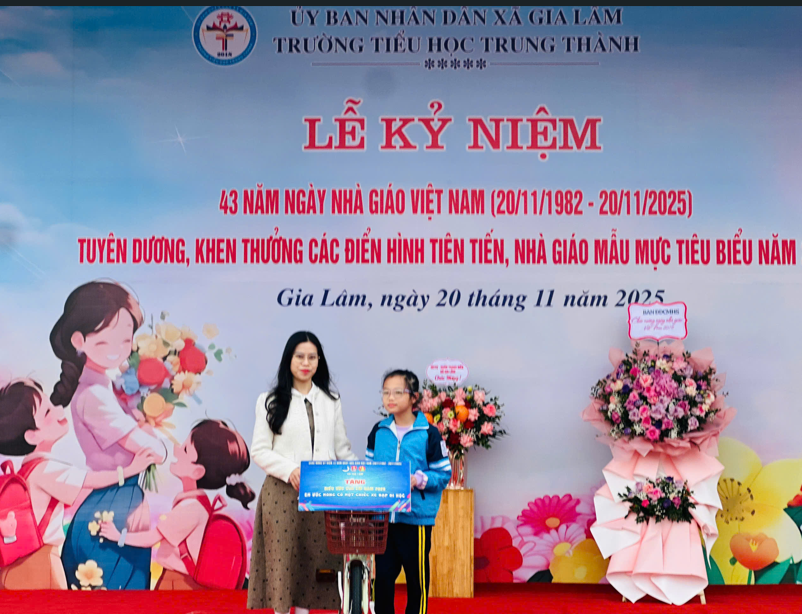 ỦY BAN NHÂN DÂN XÃ GIA LÂM
TRƯỜNG TIỂU HỌC TRUNG THÀNH
LỄ KỶ NIỆM
43 NĂM NGÀY NHÀ GIÁO VIỆT NAM (20/11/1982 - 20/11/2025)
TUYÊN DƯƠNG, KHEN THƯỞNG CÁC ĐIỂN HÌNH TIÊN TIẾN, NHÀ GIÁO MẪU MỰC TIÊU BIỂU NĂM
Gia Lâm, ngày 20 tháng 11 năm 2025
BAN ĐDCMHS
TẶNG